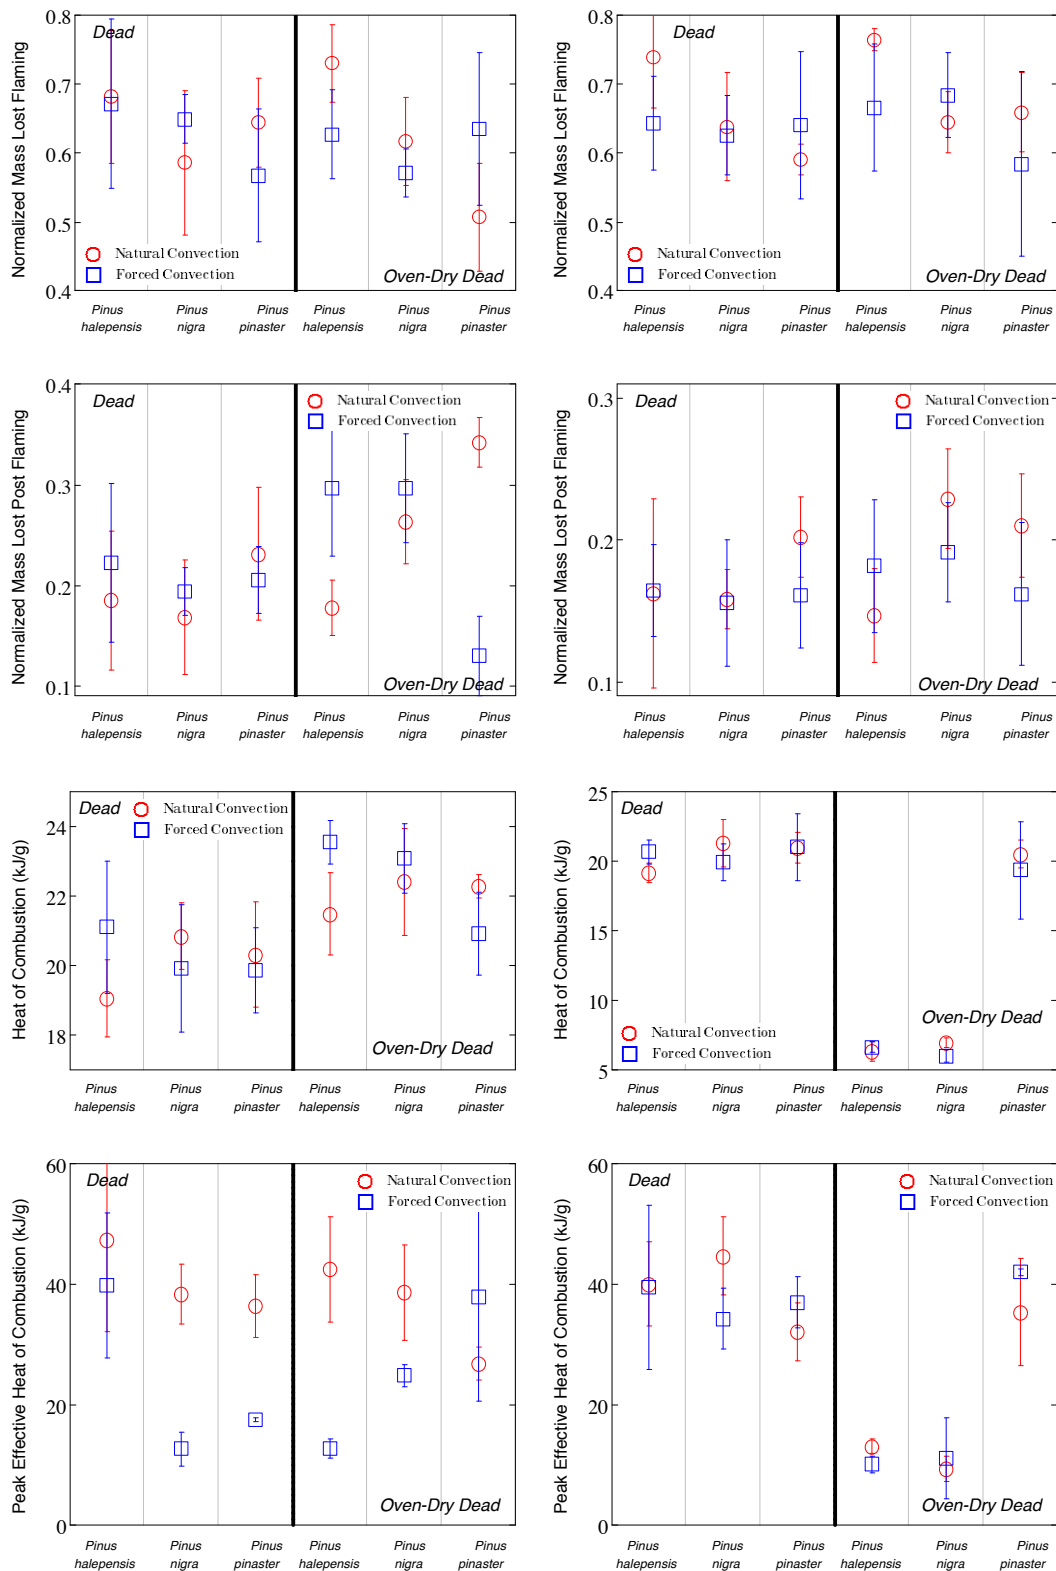 0.8
0.7
0.6
0.5
0.4
Normalized Mass Lost Flaming
Dead
Natural Convection
Forced Convection
Oven-Dry Dead
Pinus halepensis
Pinus nigra
Pinus pinaster
Pinus halepensis
Pinus nigra
Pinus pinaster
0.8
0.7
0.6
0.5
0.4
Normalized Mass Lost Flaming
Dead
Natural Convection
Forced Convection
Oven-Dry Dead
Pinus halepensis
Pinus nigra
Pinus pinaster
Pinus halepensis
Pinus nigra
Pinus pinaster
0.4
0.3
0.2
0.1
Normalized Mass Lost Post Flaming
Dead
Natural Convection
Forced Convection
Oven-Dry Dead
Pinus halepensis
Pinus nigra
Pinus pinaster
Pinus halepensis
Pinus nigra
Pinus pinaster
0.3
0.2
0.1
Normalized Mass Lost Post Flaming
Dead
Natural Convection
Forced Convection
Oven-Dry Dead
Pinus halepensis
Pinus nigra
Pinus pinaster
Pinus halepensis
Pinus nigra
Pinus pinaster
24
22
20
18
Heat of Combustion (kJ/g)
Dead
Natural Convection
Forced Convection
Oven-Dry Dead
Pinus halepensis
Pinus nigra
Pinus pinaster
Pinus halepensis
Pinus nigra
Pinus pinaster
25
20
15
10
5
Heat of Combustion (kJ/g)
Dead
Natural Convection
Forced Convection
Oven-Dry Dead
Pinus halepensis
Pinus nigra
Pinus pinaster
Pinus halepensis
Pinus nigra
Pinus pinaster
60
40
20
0
Peak Effective Heat of Combustion (kJ/g)
Dead
Natural Convection
Forced Convection
Oven-Dry Dead
Pinus halepensis
Pinus nigra
Pinus pinaster
Pinus halepensis
Pinus nigra
Pinus pinaster
60
40
20
0
Peak Effective Heat of Combustion (kJ/g)
Dead
Natural Convection
Forced Convection
Oven-Dry Dead
Pinus halepensis
Pinus nigra
Pinus pinaster
Pinus halepensis
Pinus nigra
Pinus pinaster